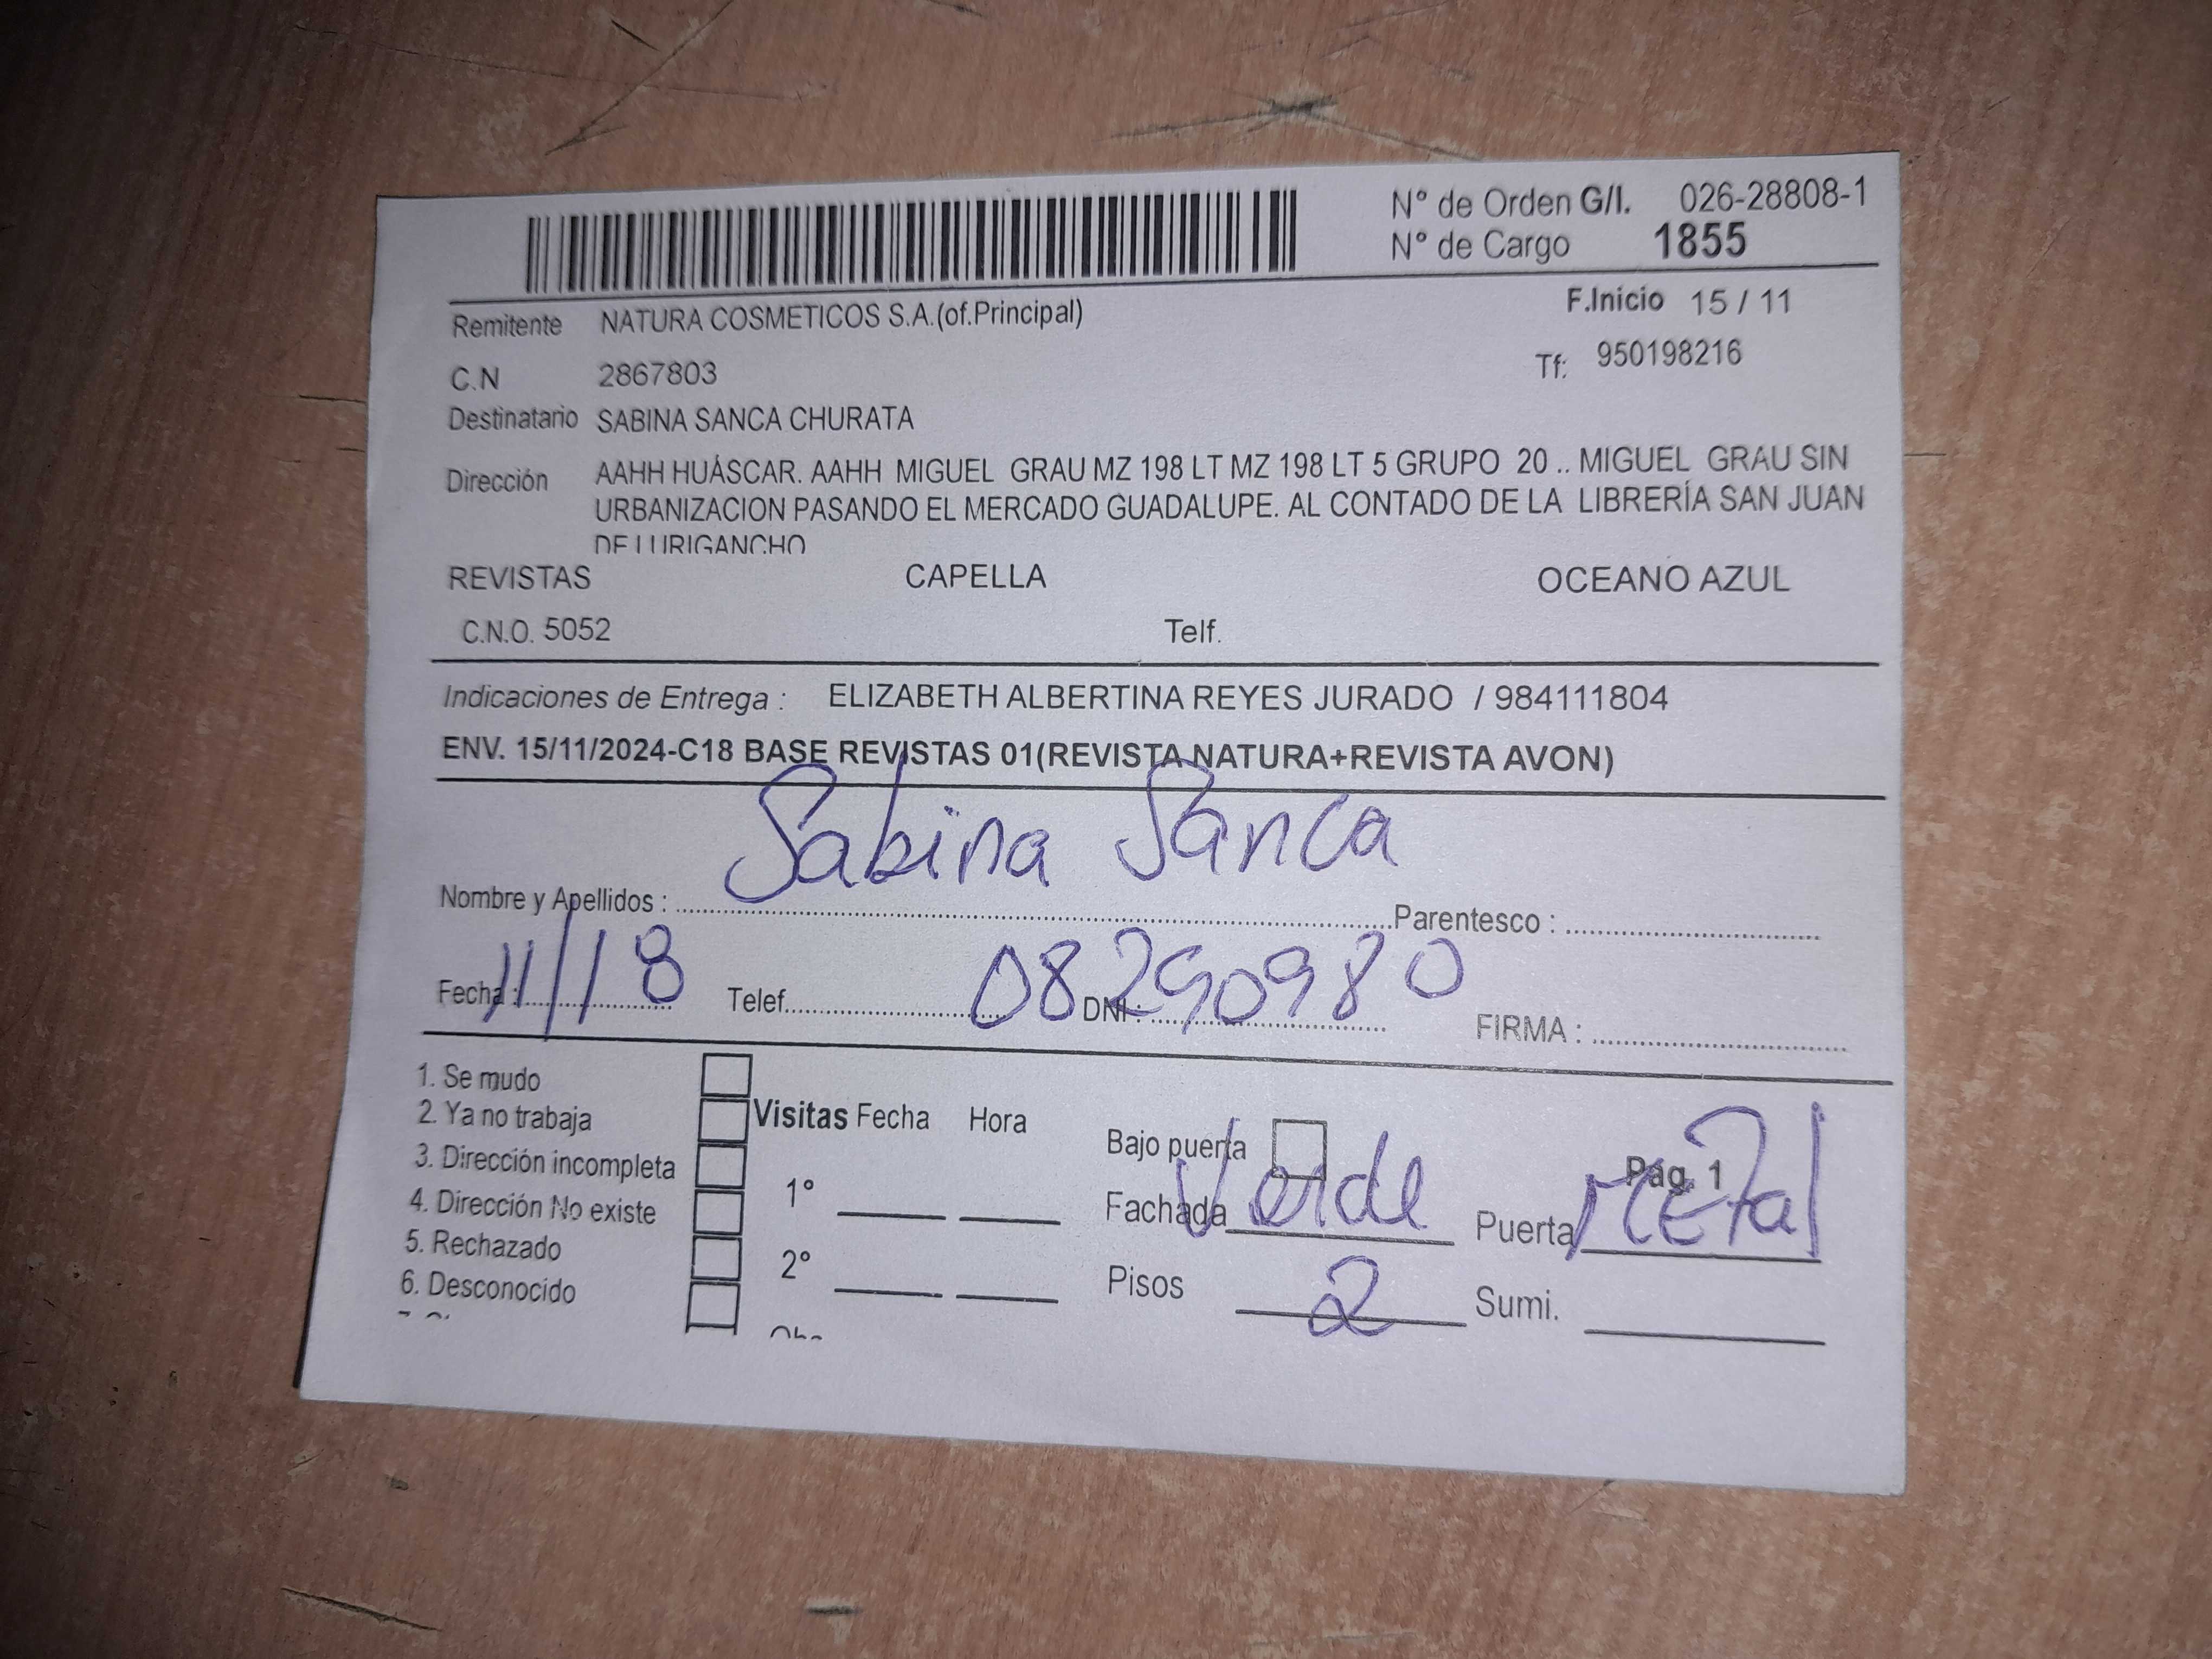 N° de Orden G/I. 026-28808-1
N° de Cargo 1855
F.Inicio 15 / 11
Remitente NATURA COSMETICOS S.A.(of.Principal)
Tf: 950198216
C.N 2867803
Destinatario SABINA SANCA CHURATA
Dirección AAHH HUÁSCAR. AAHH MIGUEL GRAU MZ 198 LT MZ 198 LT 5 GRUPO 20 .. MIGUEL GRAU SIN
URBANIZACION PASANDO EL MERCADO GUADALUPE. AL CONTADO DE LA LIBRERÍA SAN JUAN
DE LURIGANCHO
REVISTAS CAPELLA OCEANO AZUL
C.N.O. 5052 Telf.
Indicaciones de Entrega : ELIZABETH ALBERTINA REYES JURADO / 984111804
ENV. 15/11/2024-C18 BASE REVISTAS 01(REVISTA NATURA+REVISTA AVON)
Nombre y Apellidos : Sabina Sanca Parentesco :
Fecha : 11/18 Telef. DNI : 08290980 FIRMA :
1. Se mudo
2. Ya no trabaja
3. Dirección incompleta
4. Dirección No existe
5. Rechazado
6. Desconocido
Visitas Fecha Hora
1°
2°
Bajo puerta Pág. 1
Fachada Verde Puerta Metal
Pisos 2 Sumi.